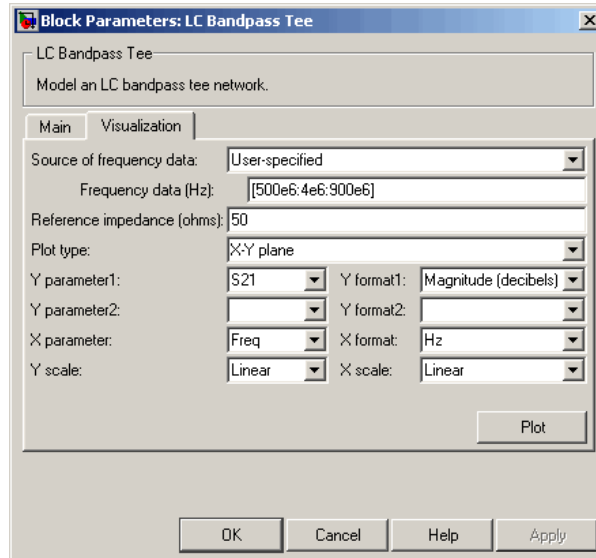 Block Parameters: LC Bandpass Tee
LC Bandpass Tee
Model an LC bandpass tee network.
Main Visualization
Source of frequency data: User-specified
Frequency data (Hz): [500e6:4e6:900e6]
Reference impedance (ohms): 50
Plot type: X-Y plane
Y parameter1: S21 Y format1: Magnitude (decibels)
Y parameter2: Y format2:
X parameter: Freq X format: Hz
Y scale: Linear X scale: Linear
Plot
OK Cancel Help Apply